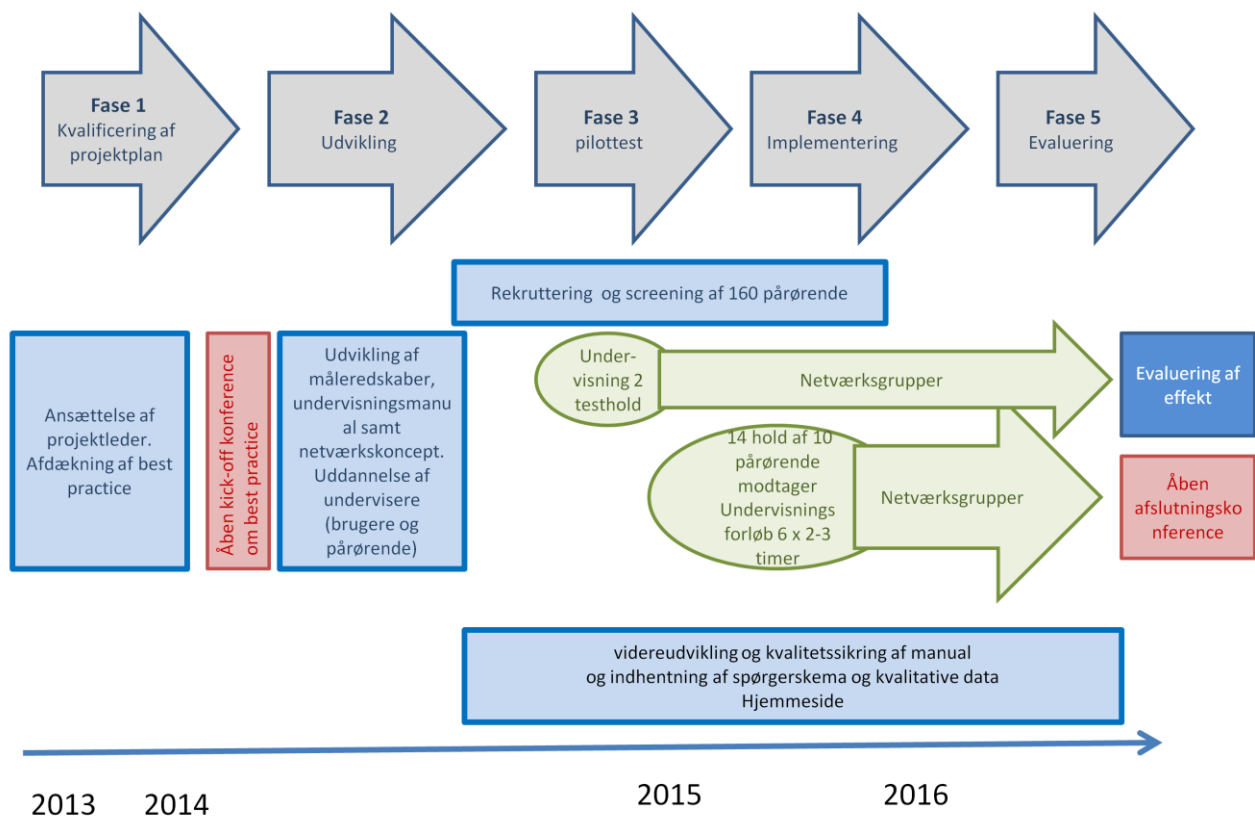 Fase 1
Kvalificering af
projektplan
Fase 2
Udvikling
Fase 3
pilottest
Fase 4
Implementering
Fase 5
Evaluering
Rekruttering og screening af 160 pårørende
Ansættelse af
projektleder.
Afdækning af best
practice
Åben kick-off konference
om best practice
Udvikling af
måleredskaber,
undervisningsmanu
al samt
netværkskoncept.
Uddannelse af
undervisere
(brugere og
pårørende)
Under-
visning 2
testhold
Netværksgrupper
14 hold af 10
pårørende
modtager
Undervisnings
forløb 6 x 2-3
timer
Netværksgrupper
Evaluering af
effekt
Åben
afslutningsko
nference
videreudvikling og kvalitetssikring af manual
og indhentning af spørgerskema og kvalitative data
Hjemmeside
2013
2014
2015
2016